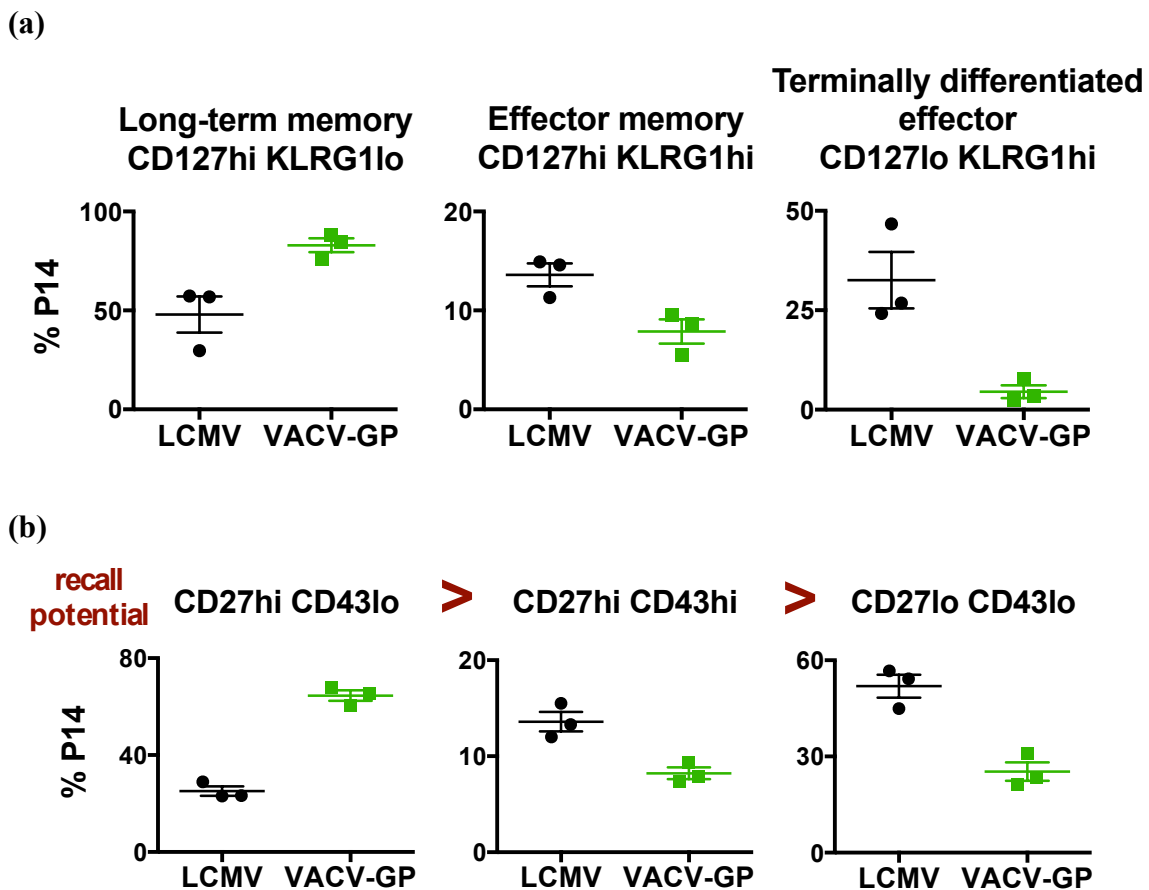 (a)
Long-term memory
CD127hi KLRG1lo
Effector memory
CD127hi KLRG1hi
Terminally differentiated
effector
CD127lo KLRG1hi
% P14
100
50
0
LCMV VACV-GP
20
10
0
LCMV VACV-GP
50
25
0
LCMV VACV-GP
(b)
recall
potential
CD27hi CD43lo > CD27hi CD43hi > CD27lo CD43lo
% P14
80
40
0
LCMV VACV-GP
20
10
0
LCMV VACV-GP
60
30
0
LCMV VACV-GP